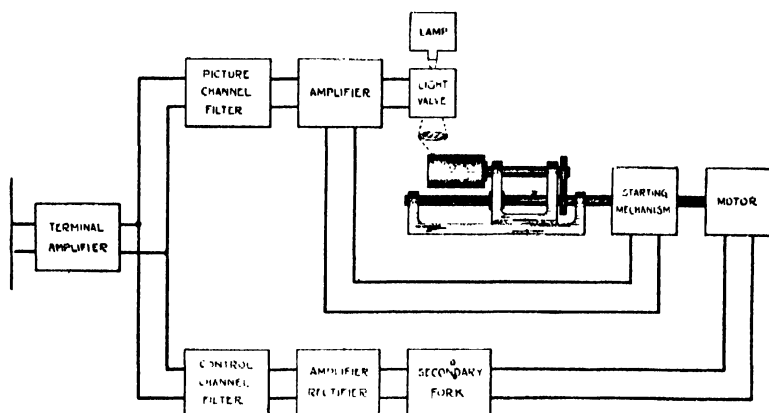 LAMP
PICTURE
CHANNEL
FILTER
AMPLIFIER
LIGHT
VALVE
TERMINAL
AMPLIFIER
STARTING
MECHANISM
MOTOR
CONTROL
CHANNEL
FILTER
AMPLIFIER
RECTIFIER
SECONDARY
FORK